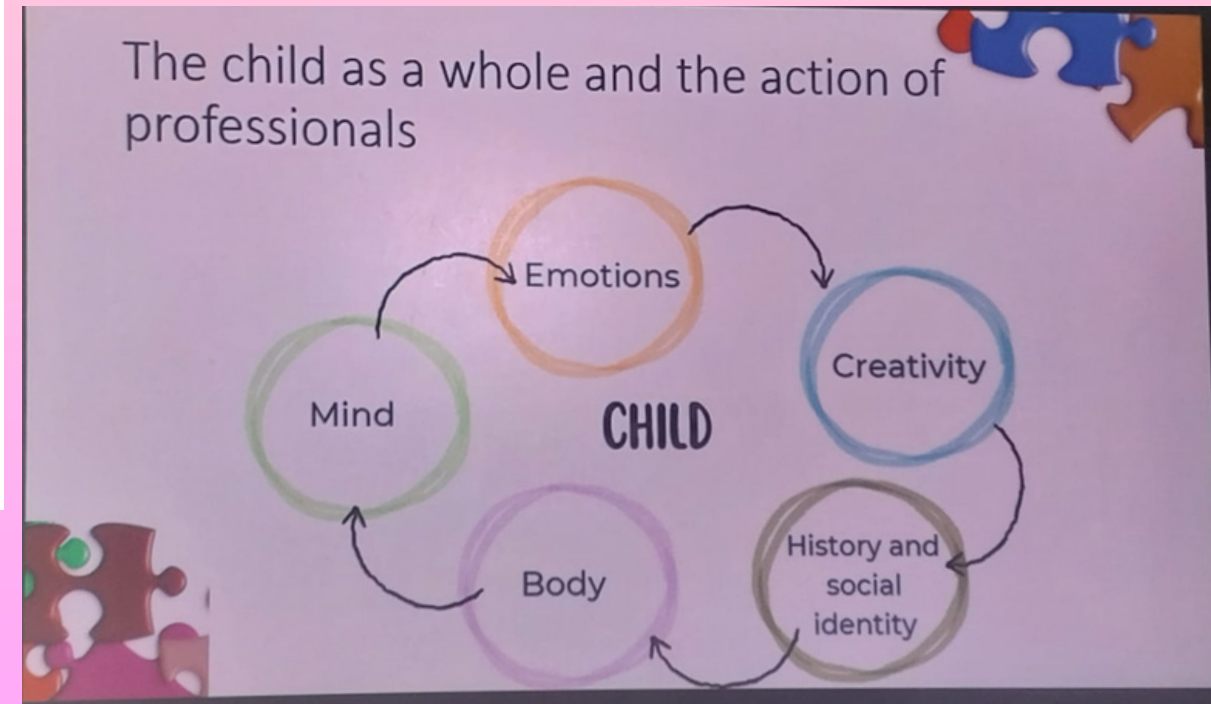 The child as a whole and the action of
professionals
Emotions
Creativity
Mind
CHILD
History and
social
identity
Body